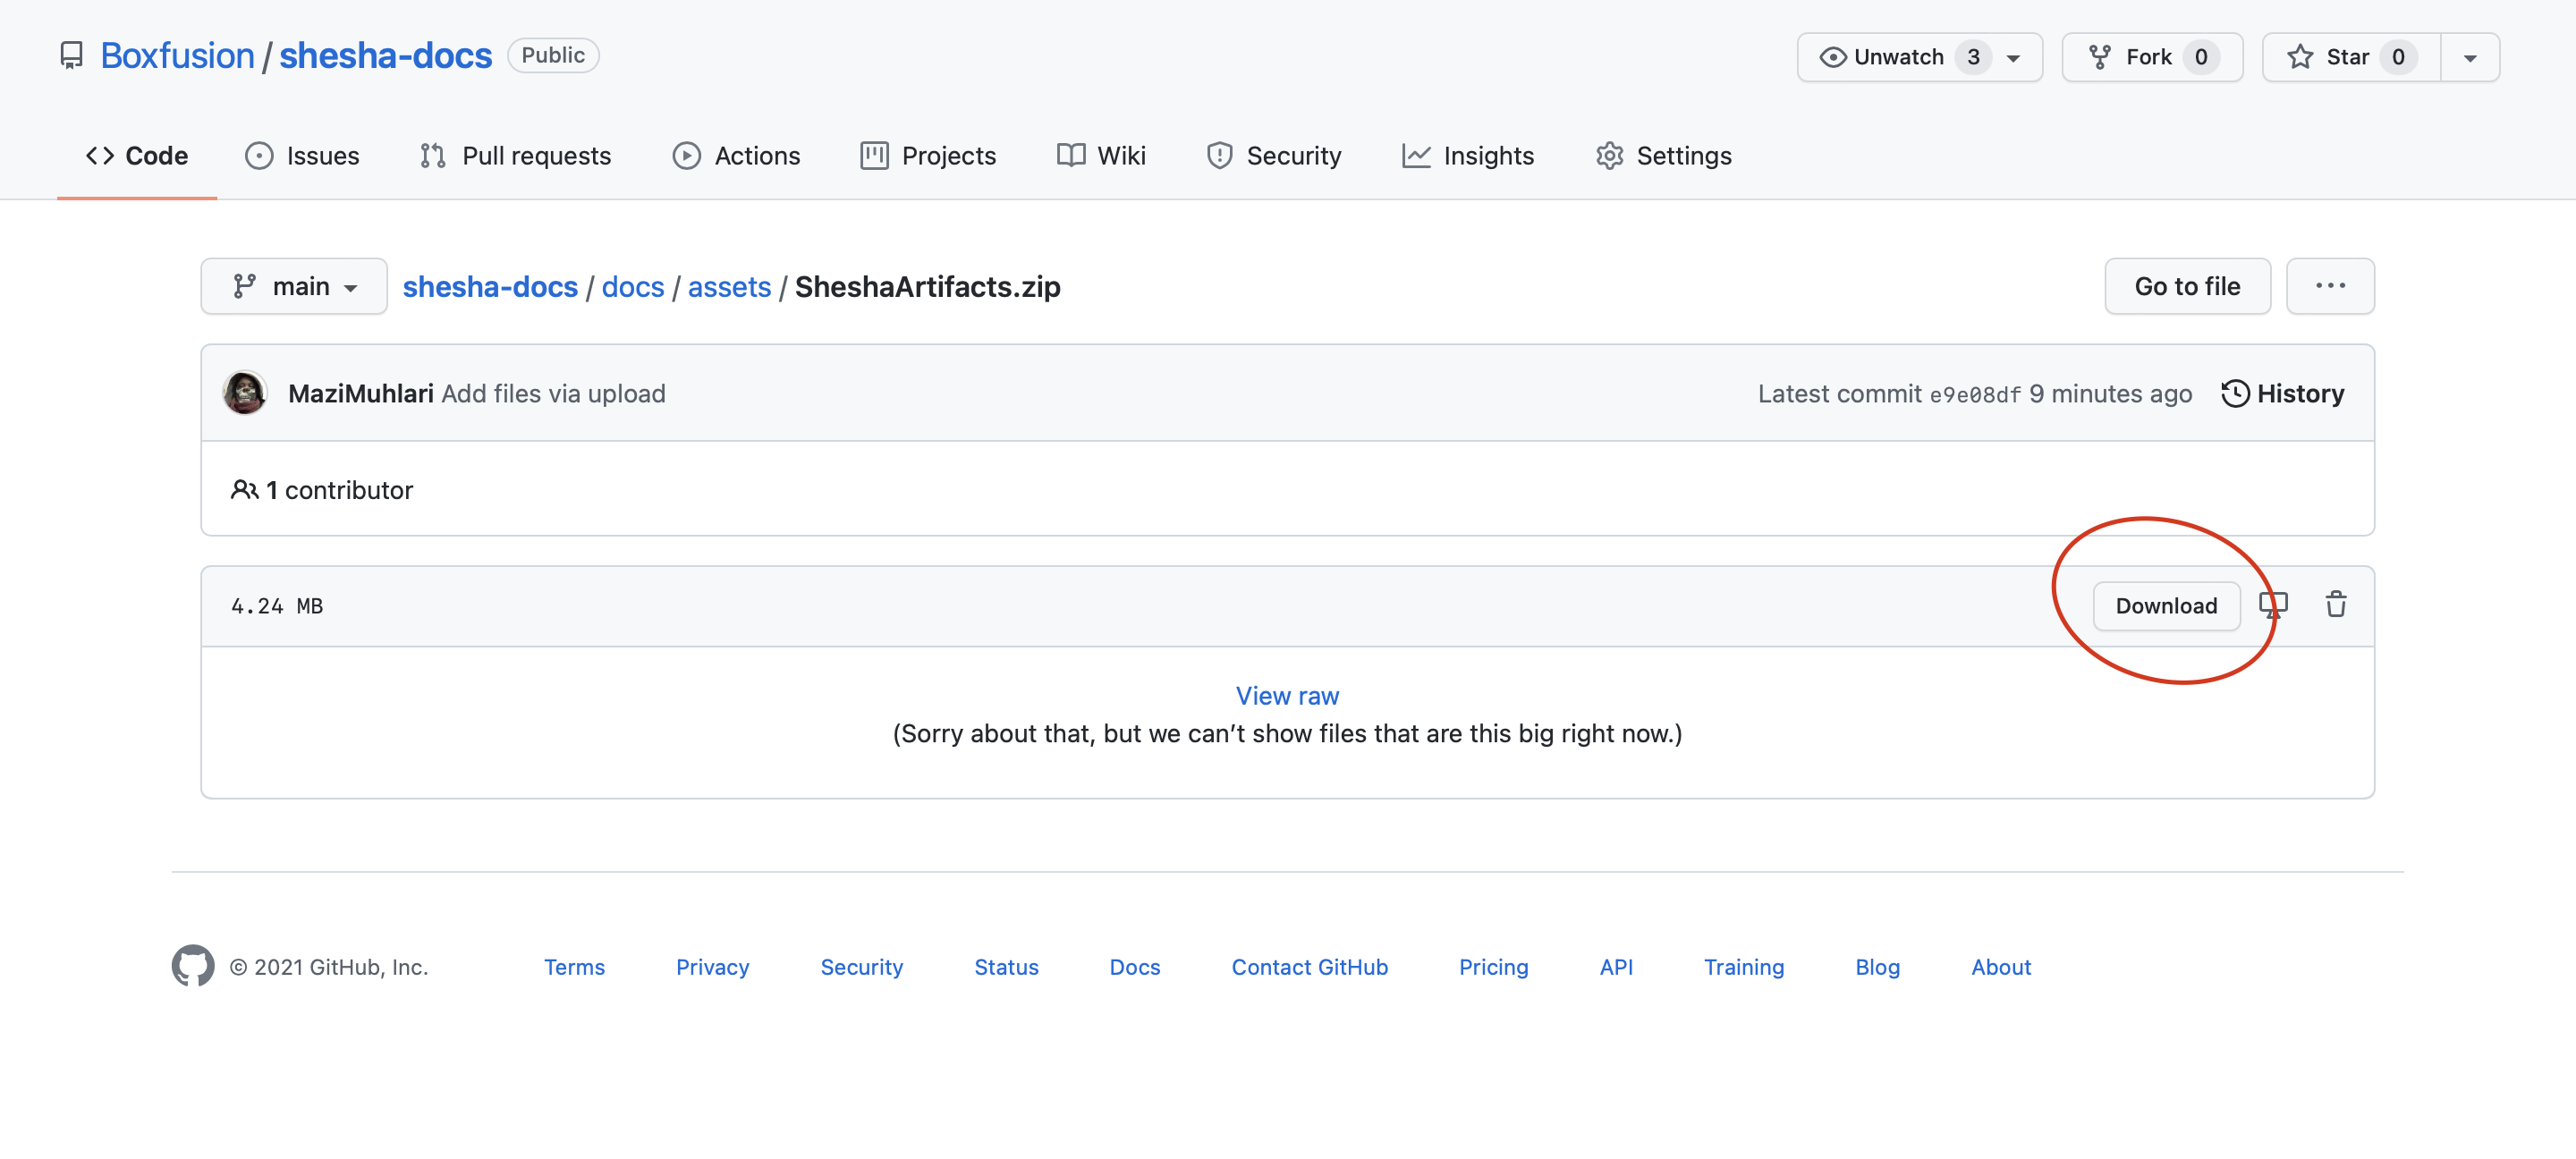 Boxfusion / shesha-docs Public Unwatch 3 Fork 0 Star 0
Code Issues Pull requests Actions Projects Wiki Security Insights Settings
main shesha-docs / docs / assets / SheshaArtifacts.zip Go to file ...
MaziMuhlari Add files via upload Latest commit e9e08df 9 minutes ago History
1 contributor
4.24 MB Download
View raw
(Sorry about that, but we can’t show files that are this big right now.)
© 2021 GitHub, Inc. Terms Privacy Security Status Docs Contact GitHub Pricing API Training Blog About